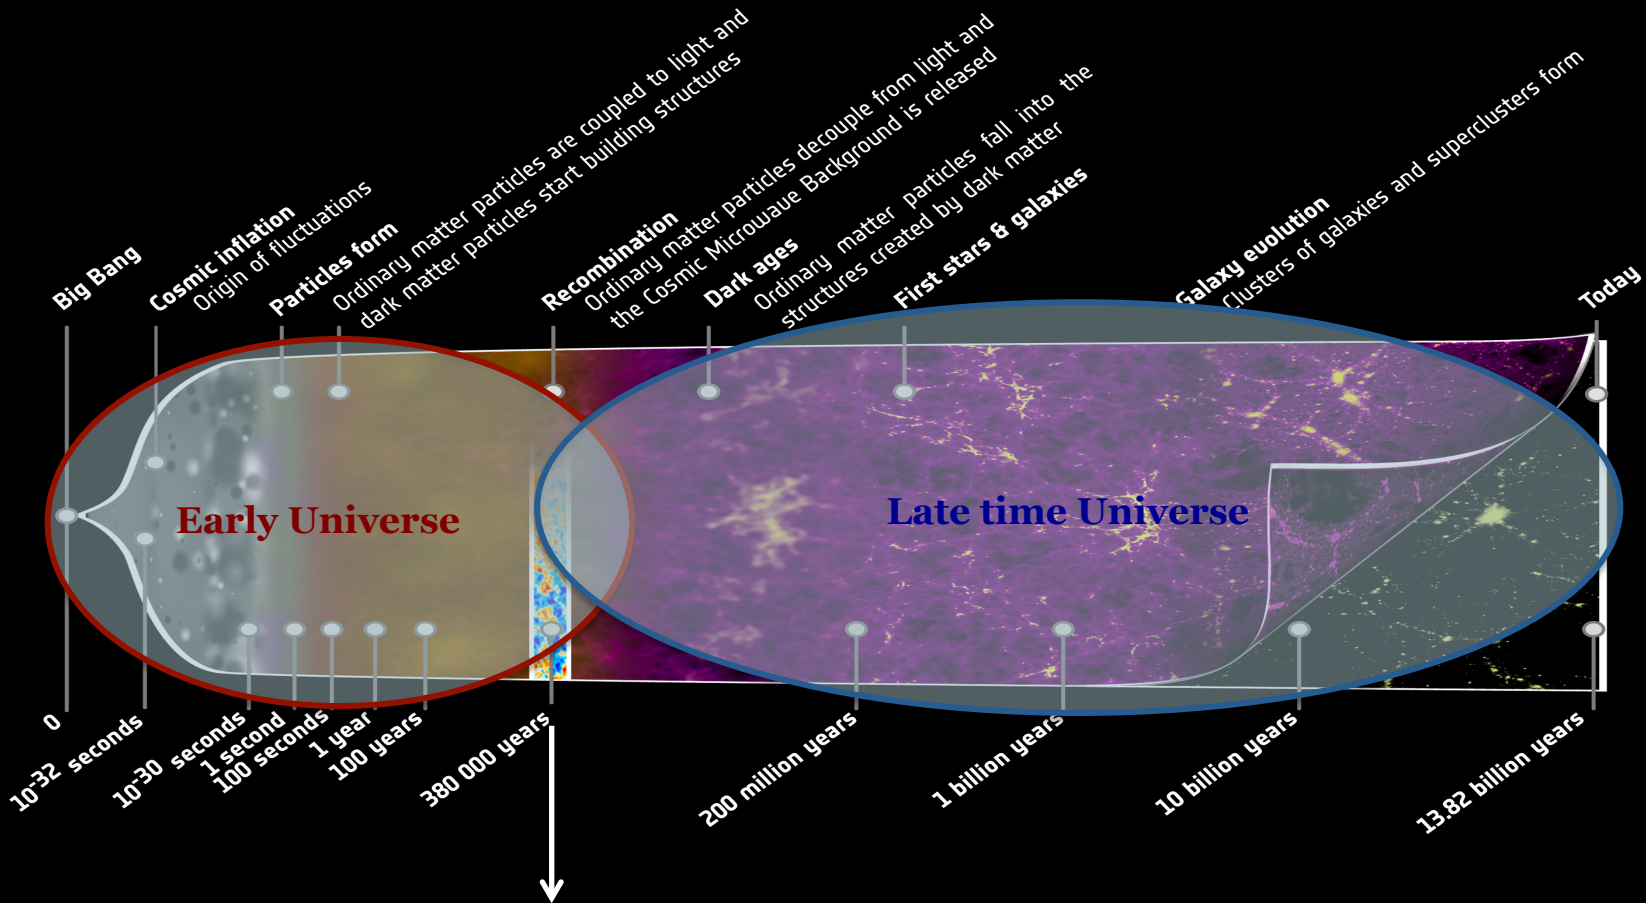 Big Bang
Cosmic inflation
Origin of fluctuations
Particles form
Ordinary matter particles are coupled to light and
dark matter particles start building structures
Recombination
Ordinary matter particles decouple from light and
the Cosmic Microwave Background is released
Dark ages
Ordinary matter particles fall into the
structures created by dark matter
First stars & galaxies
Galaxy evolution
Clusters of galaxies and superclusters form
Today
Early Universe
Late time Universe
0
10-32 seconds
10-30 seconds
1 second
100 seconds
1 year
100 years
380 000 years
200 million years
1 billion years
10 billion years
13.82 billion years